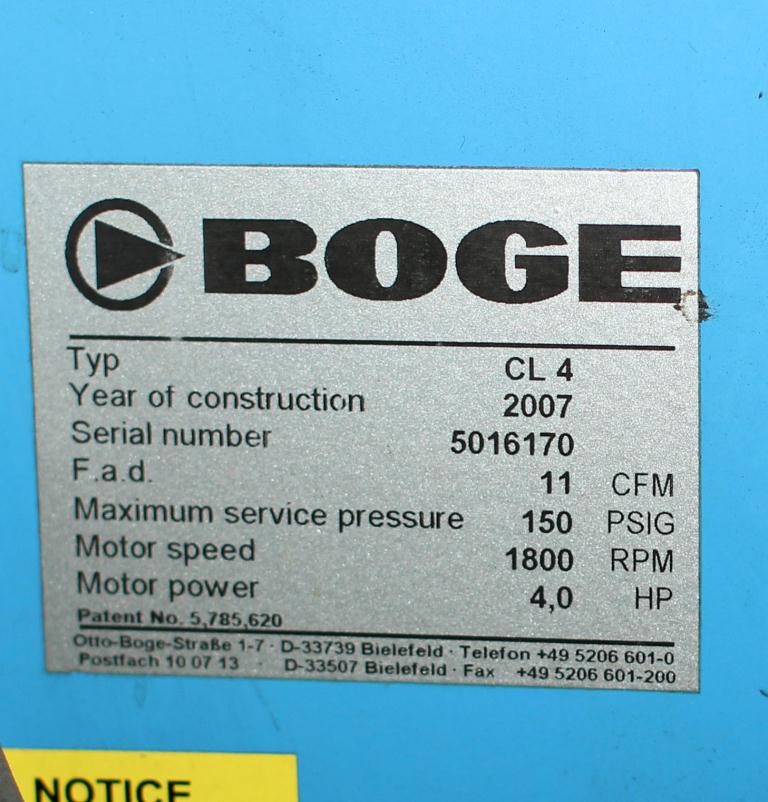 BOGE
Typ CL 4
Year of construction 2007
Serial number 5016170
F.a.d. 11 CFM
Maximum service pressure 150 PSIG
Motor speed 1800 RPM
Motor power 4,0 HP
Patent No. 5,785,620
Otto-Boge-Straße 1-7 · D-33739 Bielefeld · Telefon +49 5206 601-0
Postfach 10 07 13 · D-33507 Bielefeld · Fax +49 5206 601-200
NOTICE